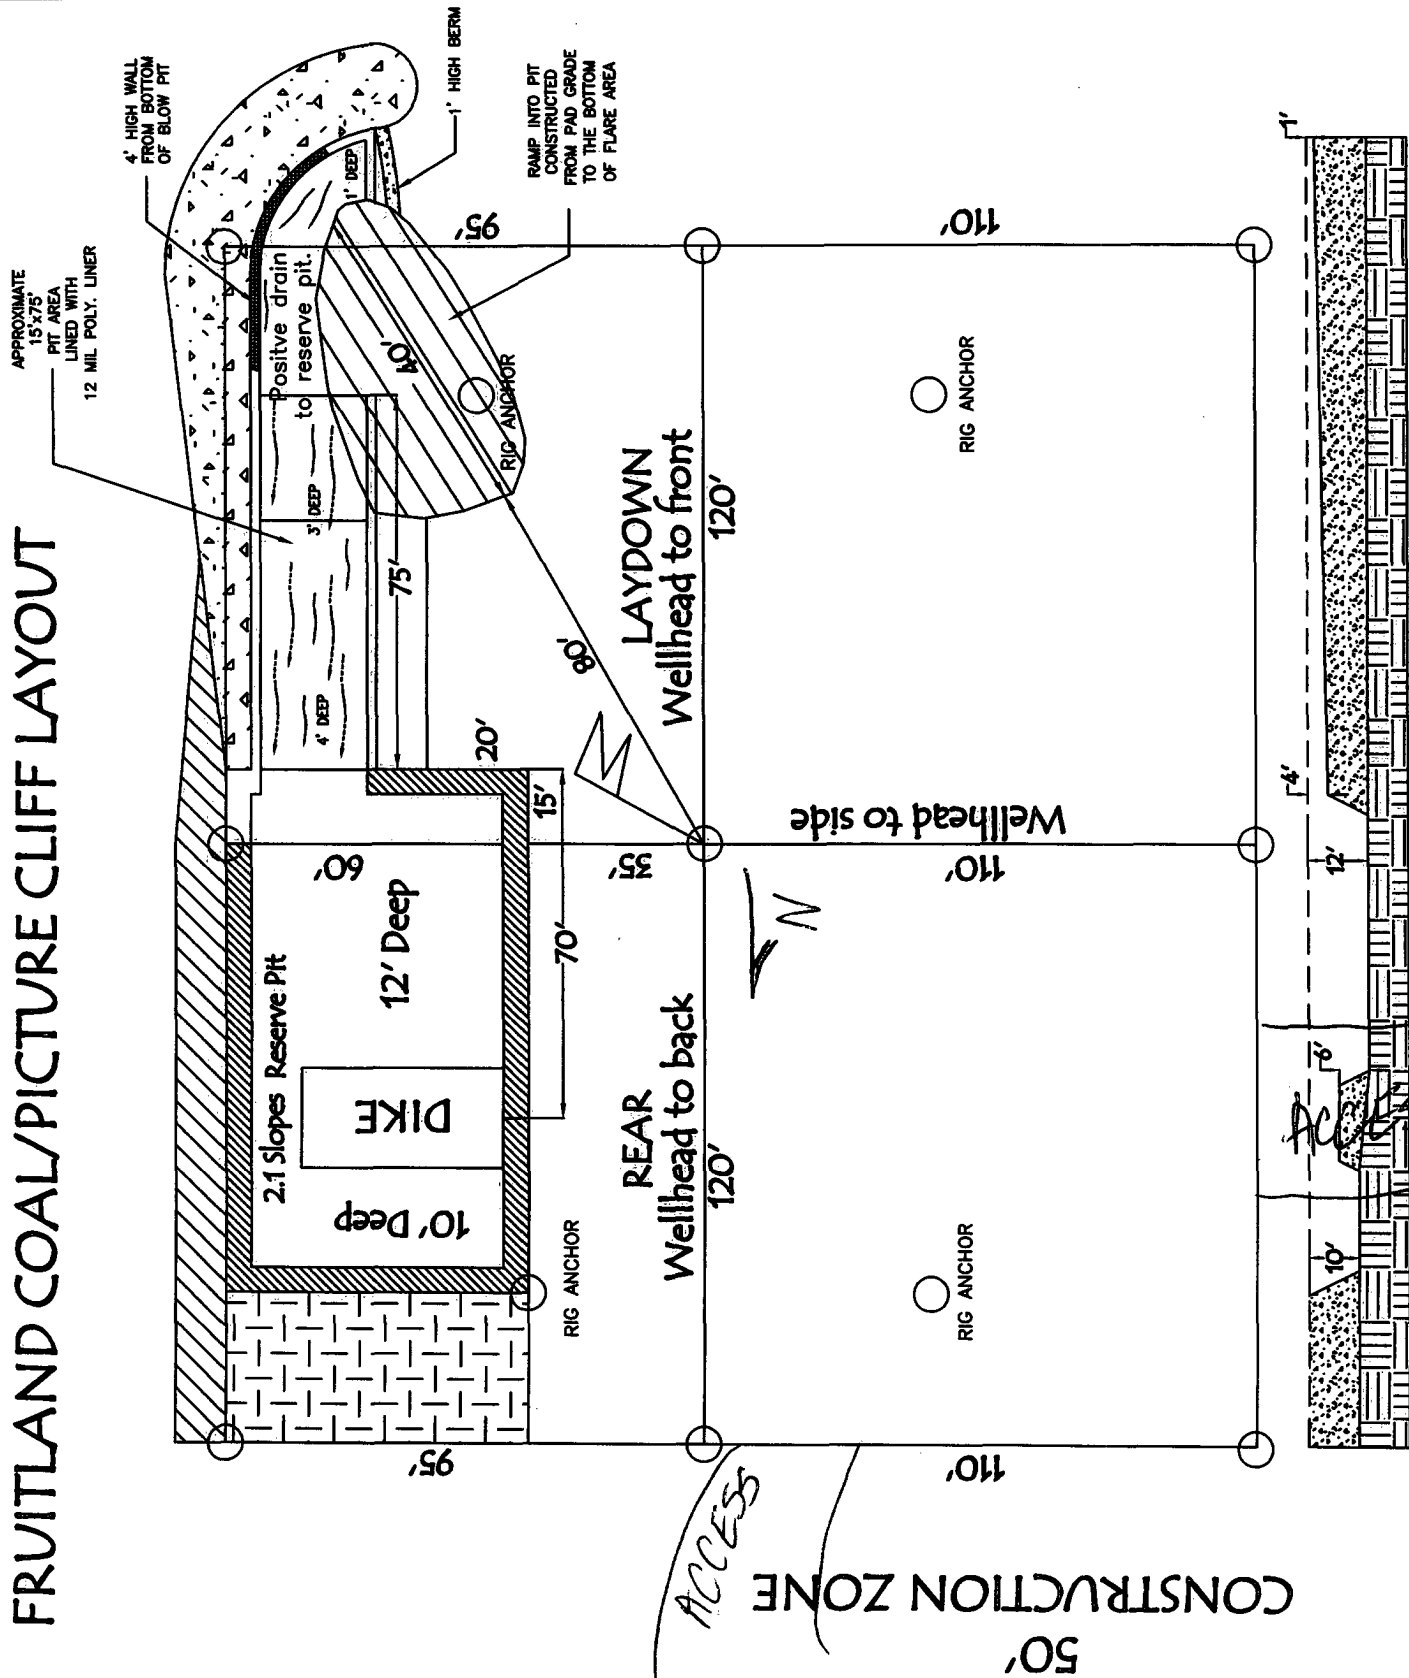 FRUITLAND COAL/PICTURE CLIFF LAYOUT
APPROXIMATE
15'x75'
PIT AREA
LINED WITH
12 MIL POLY. LINER
4' HIGH WALL
FROM BOTTOM
OF BLOW PIT
1' HIGH BERM
RAMP INTO PIT
CONSTRUCTED
FROM PAD GRADE
TO THE BOTTOM
OF FLARE AREA
1' DEEP
Positve drain
to reserve pit.
3' DEEP
4' DEEP
40'
RIG ANCHOR
75'
95'
80'
20'
15'
60'
35'
70'
12' Deep
2.1 Slopes Reserve Pit
DIKE
10' Deep
RIG ANCHOR
95'
LAYDOWN
Wellhead to front
120'
REAR
Wellhead to back
120'
N
Wellhead to side
110'
110'
110'
RIG ANCHOR
RIG ANCHOR
ACCESS
50'
CONSTRUCTION ZONE
1'
4'
12'
6'
10'